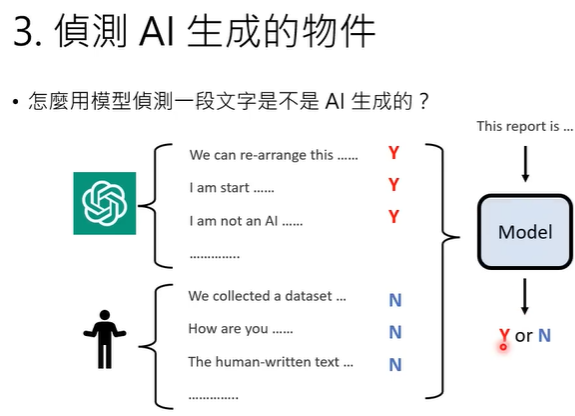 3. 偵測 AI 生成的物件
• 怎麼用模型偵測一段文字是不是 AI 生成的？
This report is ...
We can re-arrange this ...... Y
I am start ...... Y
I am not an AI ...... Y
..............
Model
We collected a dataset ... N
How are you ...... N
The human-written text ... N
..............
Y or N